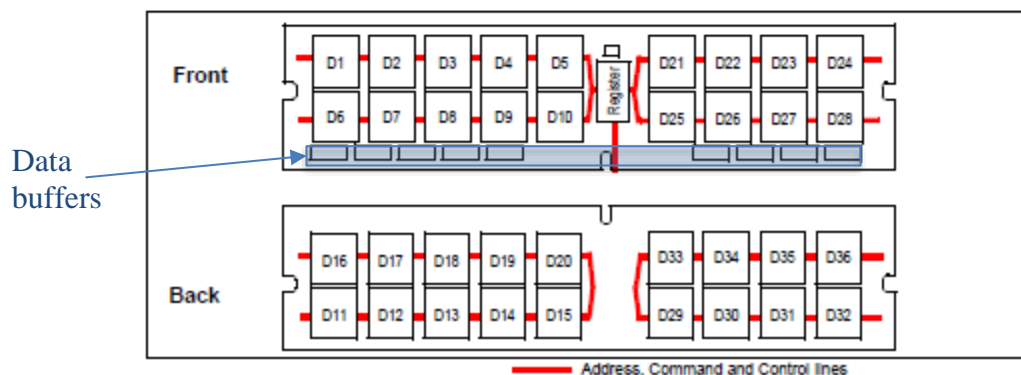 Front
D1 D2 D3 D4 D5 Register D21 D22 D23 D24
D6 D7 D8 D9 D10 D25 D26 D27 D28
Data
buffers
D16 D17 D18 D19 D20 D33 D34 D35 D36
Back
D11 D12 D13 D14 D15 D29 D30 D31 D32
Address, Command and Control lines